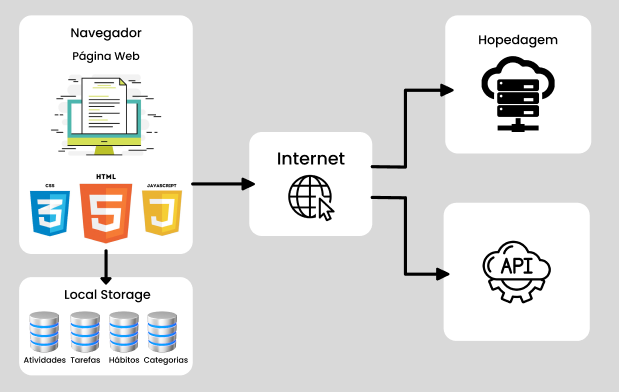 Navegador
Página Web
CSS
HTML
JAVASCRIPT
Local Storage
Atividades Tarefas Hábitos Categorias
Internet
Hopedagem
API